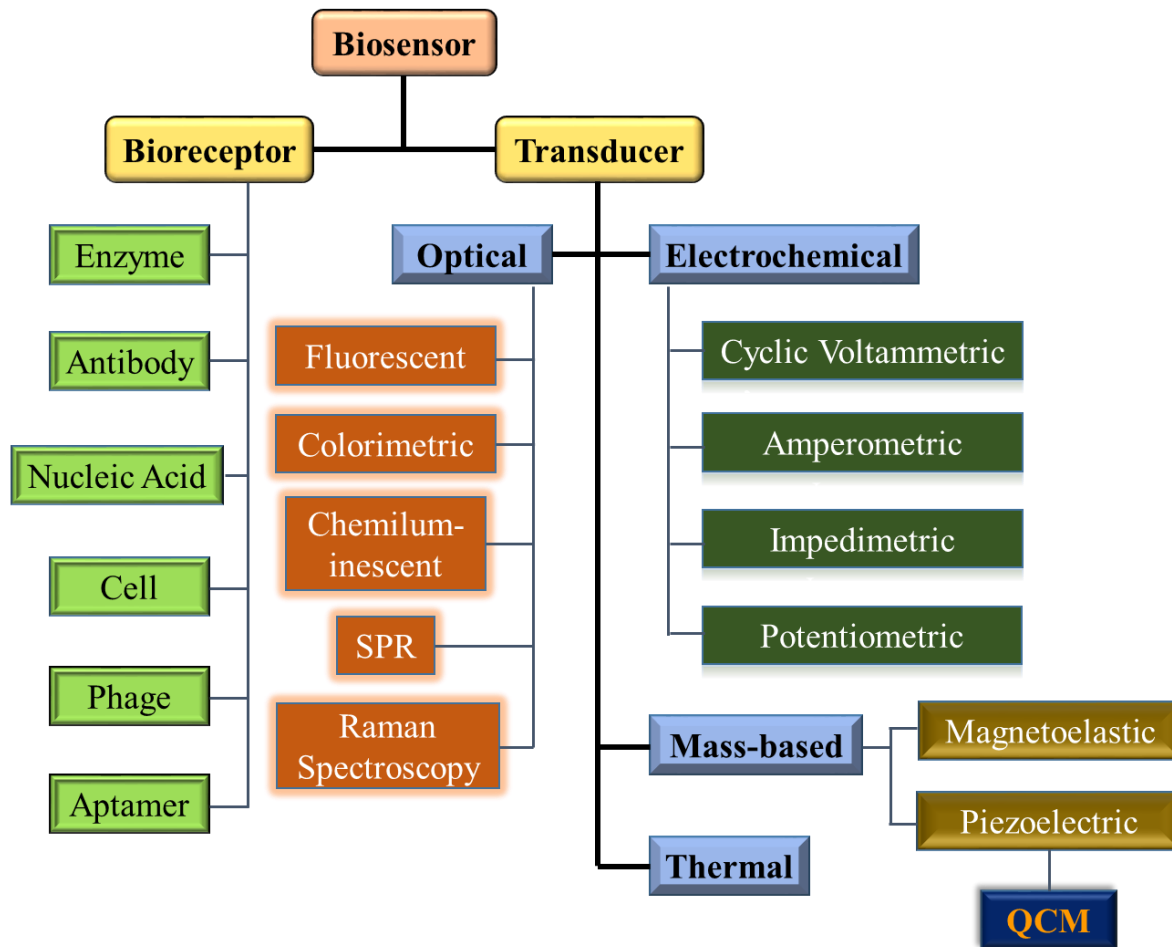 Biosensor
Bioreceptor
Transducer
Enzyme
Antibody
Nucleic Acid
Cell
Phage
Aptamer
Optical
Fluorescent
Colorimetric
Chemilum-
inescent
SPR
Raman
Spectroscopy
Electrochemical
Cyclic Voltammetric
Amperometric
Impedimetric
Potentiometric
Mass-based
Magnetoelastic
Piezoelectric
QCM
Thermal